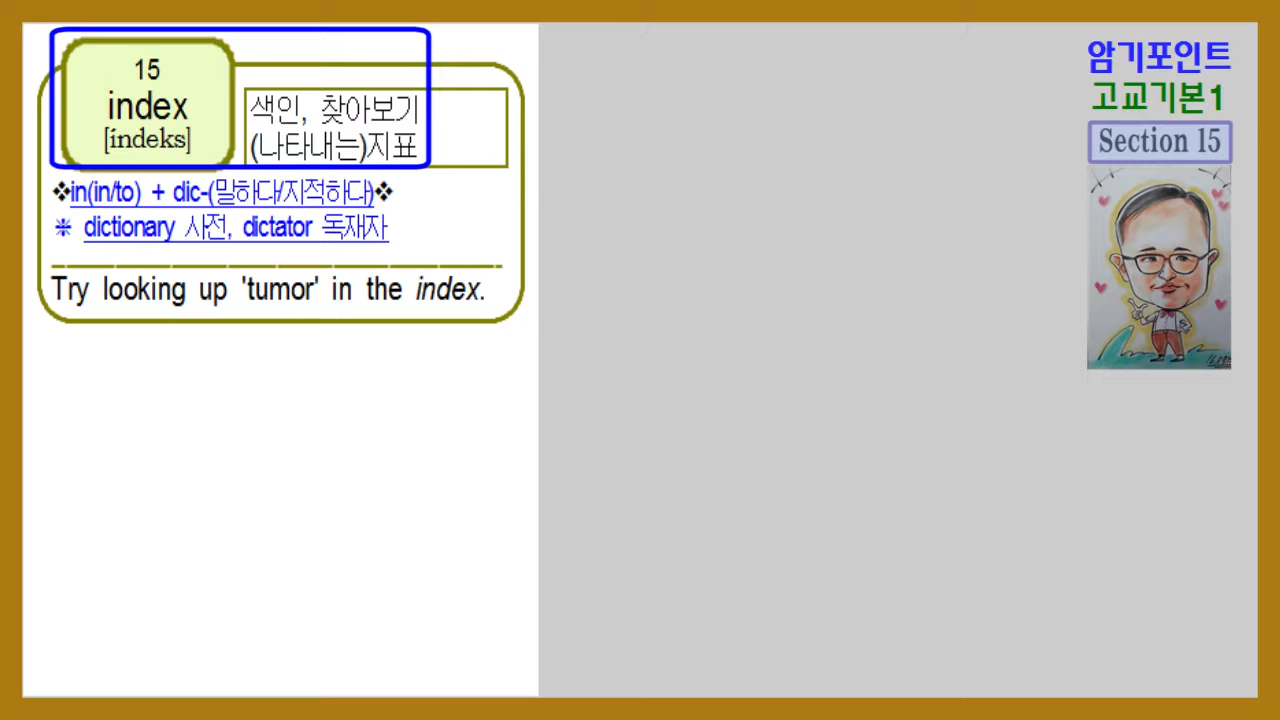 15
index
[índeks]
색인, 찾아보기
(나타내는)지표
❖in(in/to) + dic-(말하다/지적하다)❖
❈ dictionary 사전, dictator 독재자
Try looking up 'tumor' in the index.
암기포인트
고교기본1
Section 15